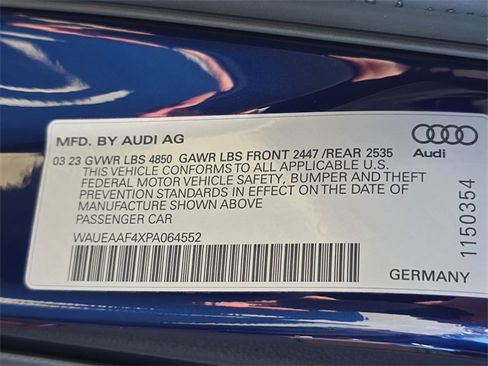 MFD. BY AUDI AG
03 23 GVWR LBS 4850 GAWR LBS FRONT 2447 /REAR 2535
THIS VEHICLE CONFORMS TO ALL APPLICABLE U.S.
FEDERAL MOTOR VEHICLE SAFETY, BUMPER AND THEFT
PREVENTION STANDARDS IN EFFECT ON THE DATE OF
MANUFACTURE SHOWN ABOVE
PASSENGER CAR
WAUEAAF4XPA064552
Audi
1150354
GERMANY